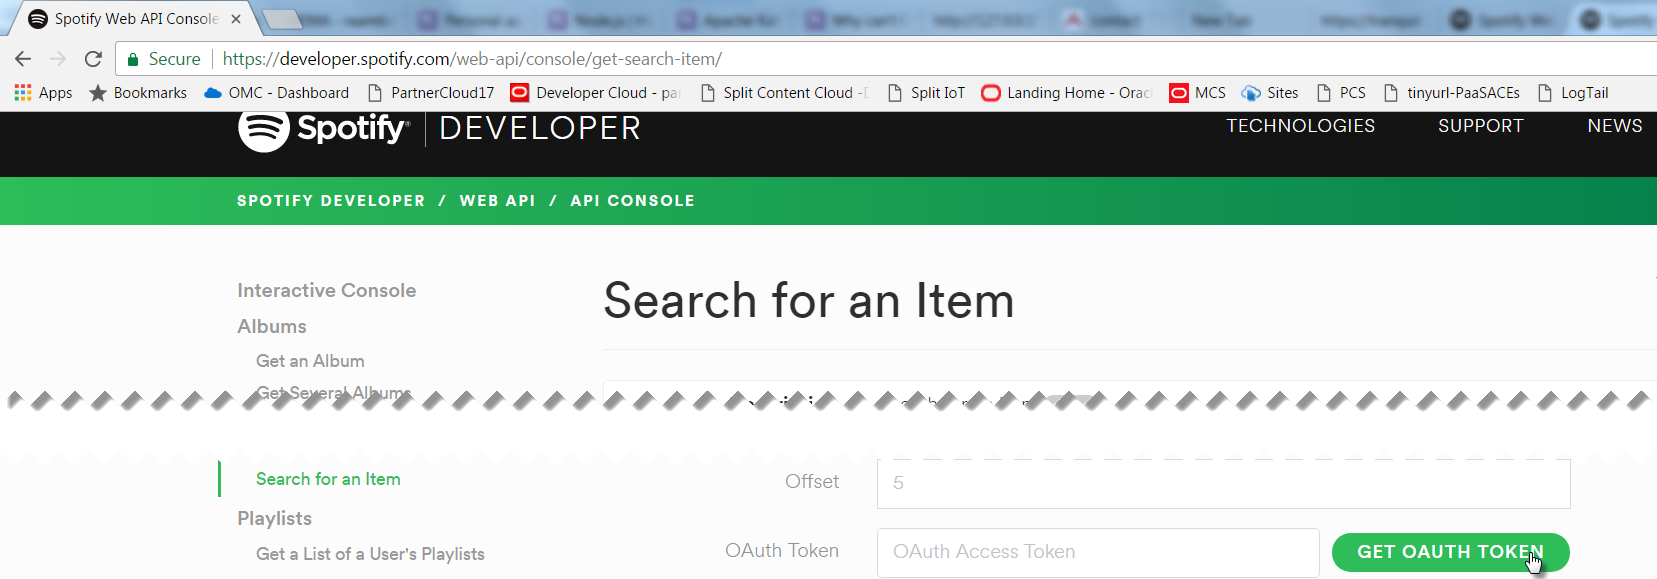 Spotify Web API Console
Secure https://developer.spotify.com/web-api/console/get-search-item/
Apps Bookmarks OMC - Dashboard PartnerCloud17 Developer Cloud - par Split Content Cloud - Split IoT Landing Home - Orac MCS Sites PCS tinyurl-PaaSACEs LogTail
Spotify® DEVELOPER TECHNOLOGIES SUPPORT NEWS
SPOTIFY DEVELOPER / WEB API / API CONSOLE
Interactive Console
Search for an Item
Albums
Get an Album
Get Several Albums
Search for an Item
Offset 5
Playlists
OAuth Token OAuth Access Token GET OAUTH TOKEN
Get a List of a User's Playlists